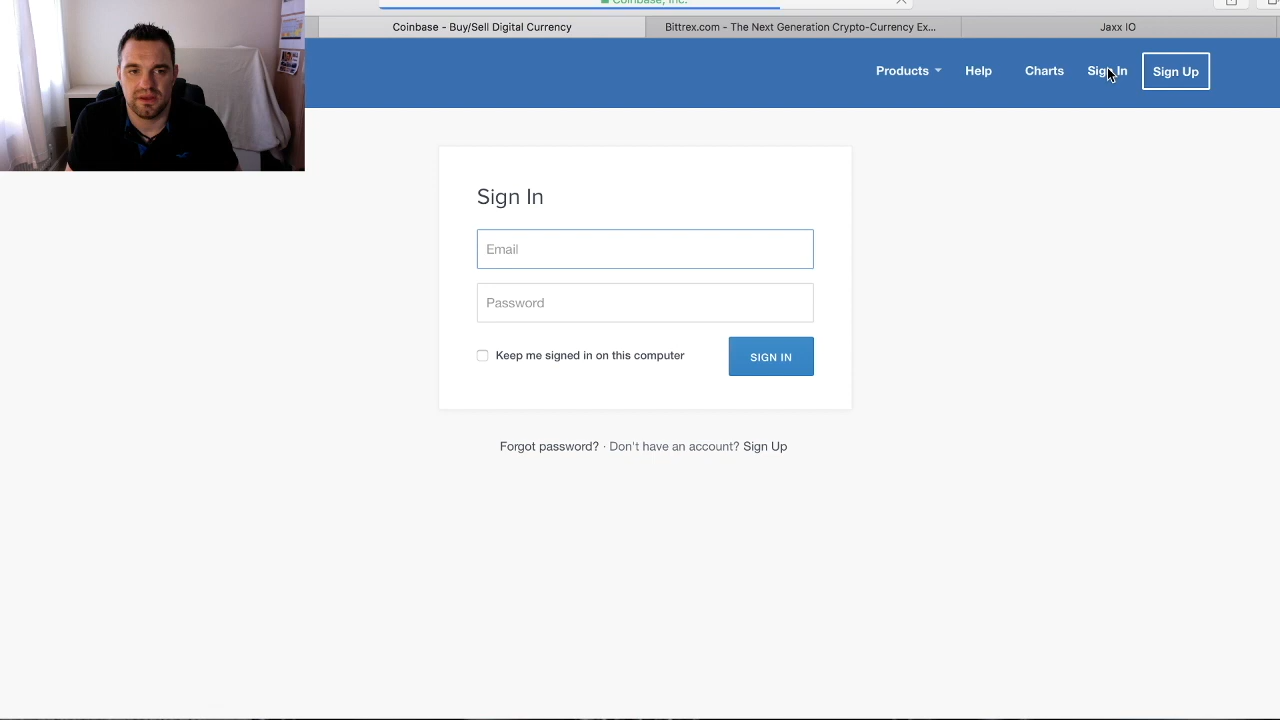 Coinbase, Inc.
Coinbase - Buy/Sell Digital Currency
Bittrex.com - The Next Generation Crypto-Currency Ex...
Jaxx IO
Products
Help
Charts
Sign In
Sign Up
Sign In
Email
Password
Keep me signed in on this computer
SIGN IN
Forgot password? · Don't have an account? Sign Up